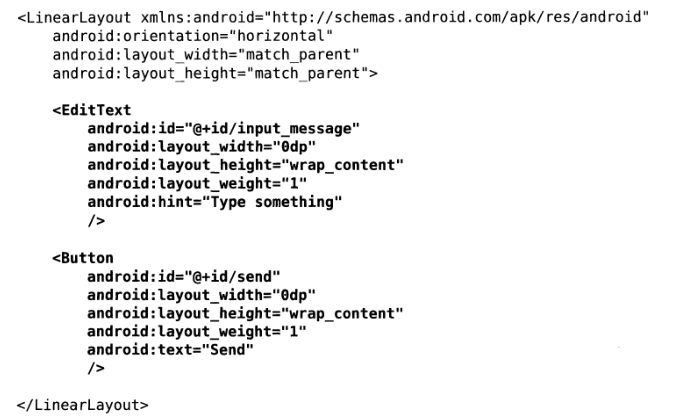 <LinearLayout xmlns:android="http://schemas.android.com/apk/res/android"
    android:orientation="horizontal"
    android:layout_width="match_parent"
    android:layout_height="match_parent">

    <EditText
        android:id="@+id/input_message"
        android:layout_width="0dp"
        android:layout_height="wrap_content"
        android:layout_weight="1"
        android:hint="Type something"
        />

    <Button
        android:id="@+id/send"
        android:layout_width="0dp"
        android:layout_height="wrap_content"
        android:layout_weight="1"
        android:text="Send"
        />

</LinearLayout>